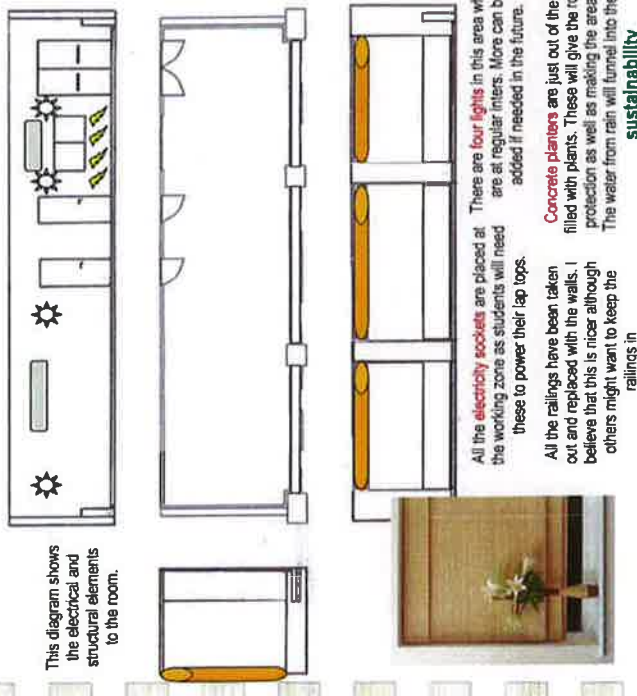 This diagram shows
the electrical and
structural elements
to the room.
All the electricity sockets are placed at
the working zone as students will need
these to power their lap tops.
There are four lights in this area w
are at regular inters. More can b
added if needed in the future.
All the railings have been taken
out and replaced with the walls. I
believe that this is nicer although
others might want to keep the
railings in
Concrete planters are just out of the
filled with plants. These will give the ro
protection as well as making the area
The water from rain will funnel into the
sustainability